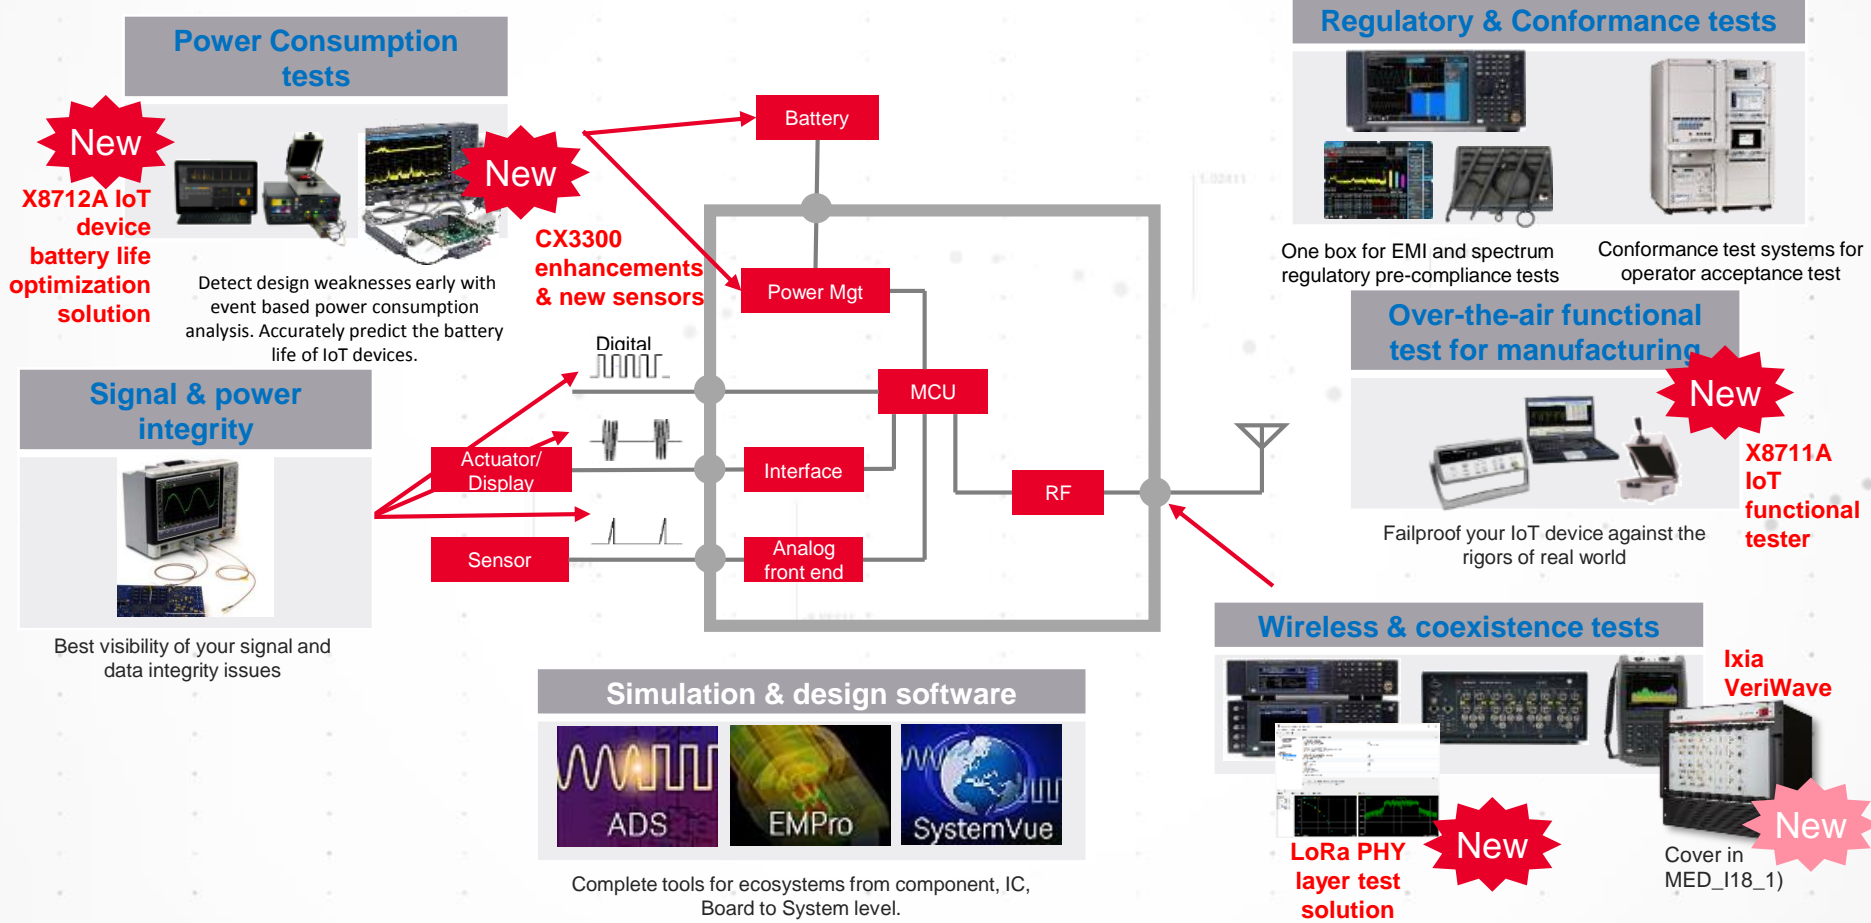 Power Consumption
tests
New
New
X8712A IoT
device
battery life
optimization
solution
CX3300
enhancements
& new sensors
Detect design weaknesses early with
event based power consumption
analysis. Accurately predict the battery
life of IoT devices.
Signal & power
integrity
Best visibility of your signal and
data integrity issues
Battery
Power Mgt
Digital
MCU
Actuator/
Display
Interface
RF
Sensor
Analog
front end
Simulation & design software
ADS
EMPro
SystemVue
Complete tools for ecosystems from component, IC,
Board to System level.
Regulatory & Conformance tests
One box for EMI and spectrum
regulatory pre-compliance tests
Conformance test systems for
operator acceptance test
Over-the-air functional
test for manufacturing
New
X8711A
IoT
functional
tester
Failproof your IoT device against the
rigors of real world
Wireless & coexistence tests
Ixia
VeriWave
New
New
LoRa PHY
layer test
solution
Cover in
MED_I18_1)
1.02411